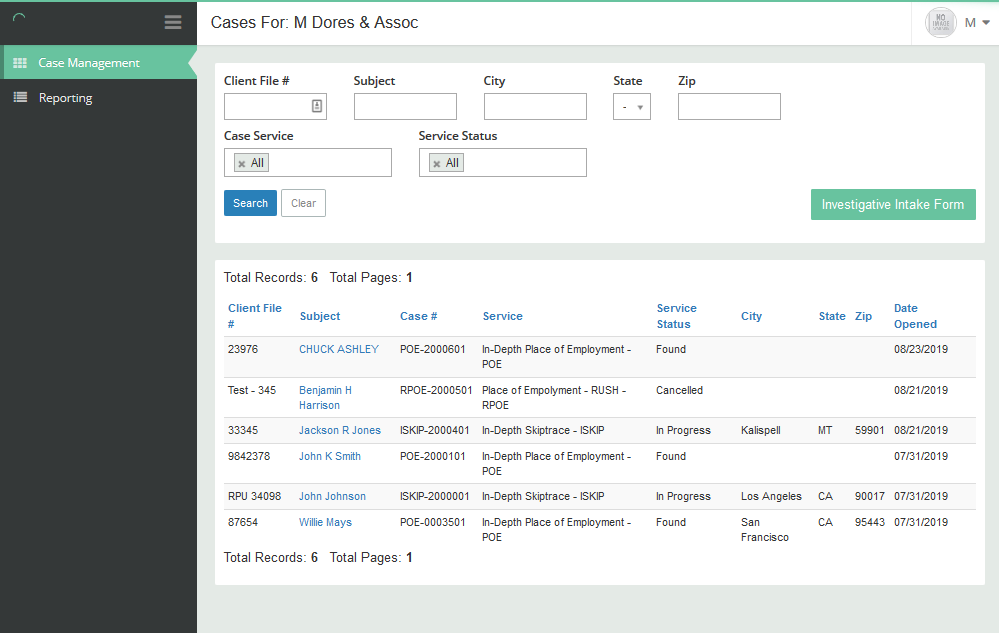 Cases For: M Dores & Assoc
NO
IMAGE
M
Case Management
Reporting
Client File # Subject City State Zip
-
Case Service Service Status
× All × All
Search Clear Investigative Intake Form
Total Records: 6 Total Pages: 1
Client File # Subject Case # Service Service Status City State Zip Date Opened
23976 CHUCK ASHLEY POE-2000601 In-Depth Place of Employment - POE Found 08/23/2019
Test - 345 Benjamin H Harrison RPOE-2000501 Place of Empolyment - RUSH - RPOE Cancelled 08/21/2019
33345 Jackson R Jones ISKIP-2000401 In-Depth Skiptrace - ISKIP In Progress Kalispell MT 59901 08/21/2019
9842378 John K Smith POE-2000101 In-Depth Place of Employment - POE Found 07/31/2019
RPU 34098 John Johnson ISKIP-2000001 In-Depth Skiptrace - ISKIP In Progress Los Angeles CA 90017 07/31/2019
87654 Willie Mays POE-0003501 In-Depth Place of Employment - POE Found San Francisco CA 95443 07/31/2019
Total Records: 6 Total Pages: 1